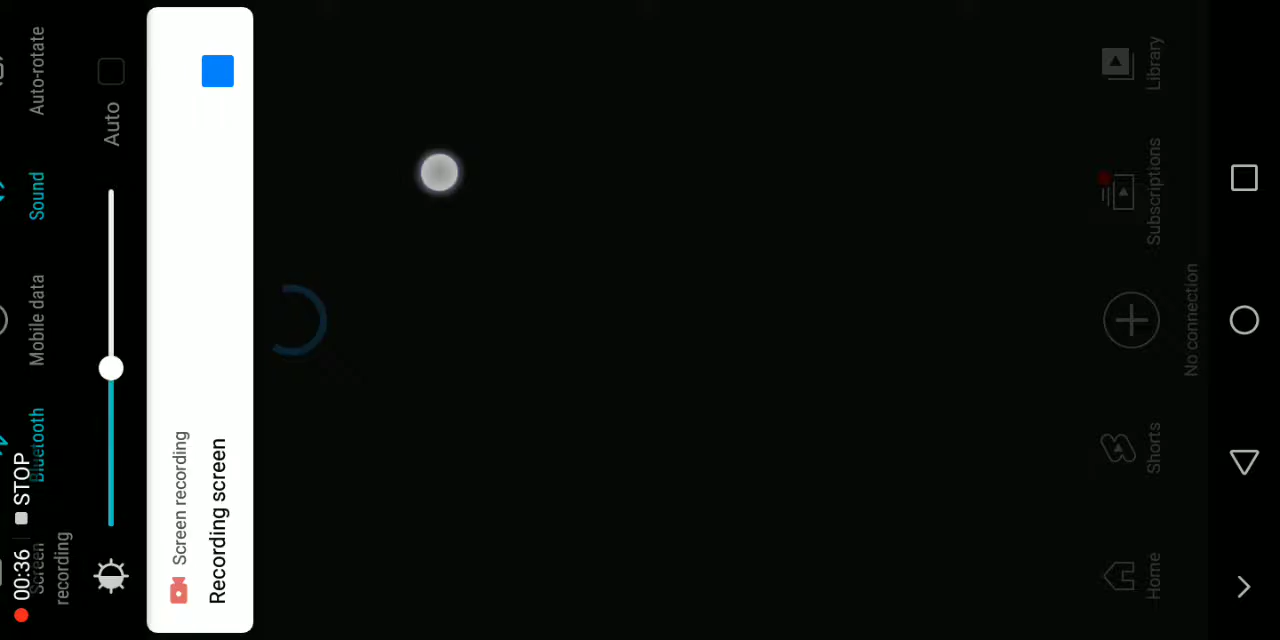 00:36 STOP
Screen recording
Bluetooth
Mobile data
Sound
Auto-rotate
Auto
Screen recording
Recording screen
Home
Shorts
Subscriptions
Library
No connection